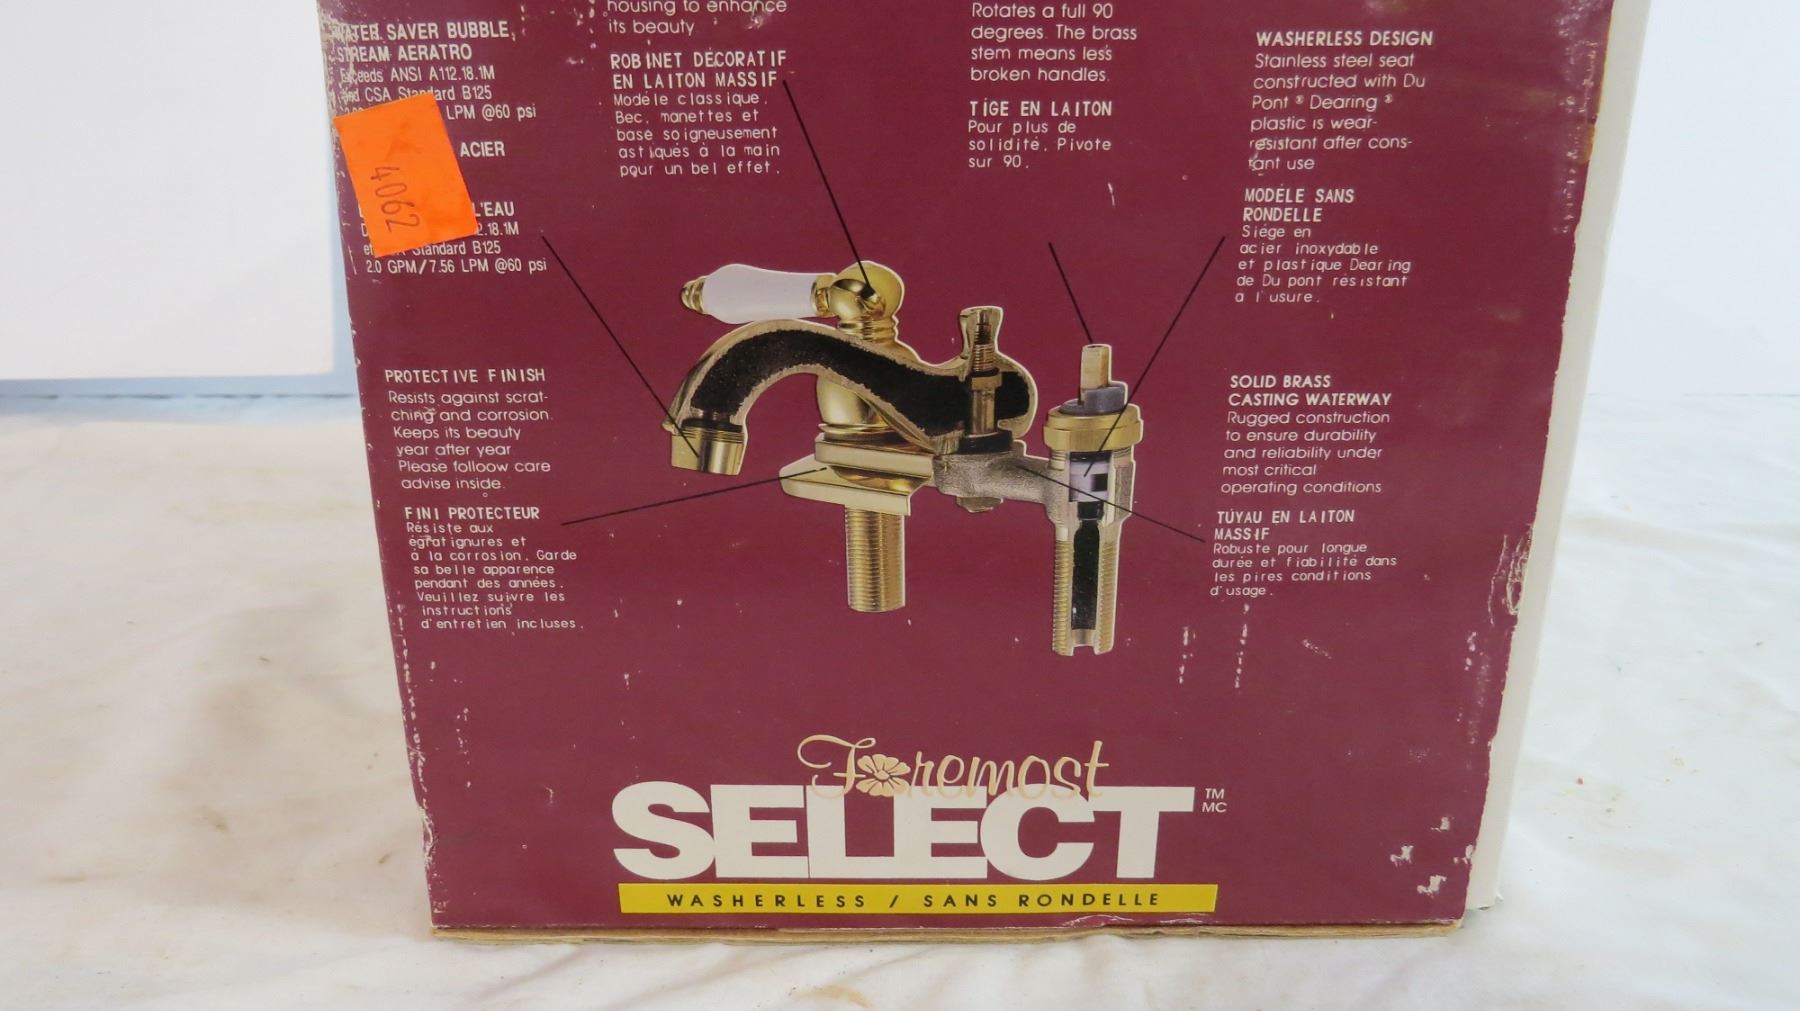 WATER SAVER BUBBLE,
STREAM AERATRO
Exceeds ANSI A112.18.1M
and CSA Standard B125
LPM @60 psi
ACIER
L'EAU
2.18.1M
Standard B125
2.0 GPM/7.56 LPM @60 psi
4062
PROTECTIVE FINISH
Resists against scrat-
ching and corrosion.
Keeps its beauty
year after year
Please folloow care
advise inside.
FINI PROTECTEUR
Résiste aux
égratignures et
à la corrosion. Garde
sa belle apparence
pendant des années.
Veuillez suivre les
instructions
d'entretien incluses.
housing to enhance
its beauty
ROBINET DÉCORATIF
EN LAITON MASSIF
Modèle classique.
Bec, manettes et
base soigneusement
astiqués à la main
pour un bel effet.
Rotates a full 90
degrees. The brass
stem means less
broken handles.
TIGE EN LAITON
Pour plus de
solidité. Pivote
sur 90.
WASHERLESS DESIGN
Stainless steel seat
constructed with Du
Pont ® Dearing ®
plastic is wear-
resistant after cons-
tant use
MODÈLE SANS
RONDELLE
Siège en
acier inoxydable
et plastique Dearing
de Du pont résistant
a l'usure.
SOLID BRASS
CASTING WATERWAY
Rugged construction
to ensure durability
and reliability under
most critical
operating conditions
TUYAU EN LAITON
MASSIF
Robuste pour longue
durée et fiabilité dans
les pires conditions
d'usage.
Foremost
SELECT
TM
MC
WASHERLESS / SANS RONDELLE